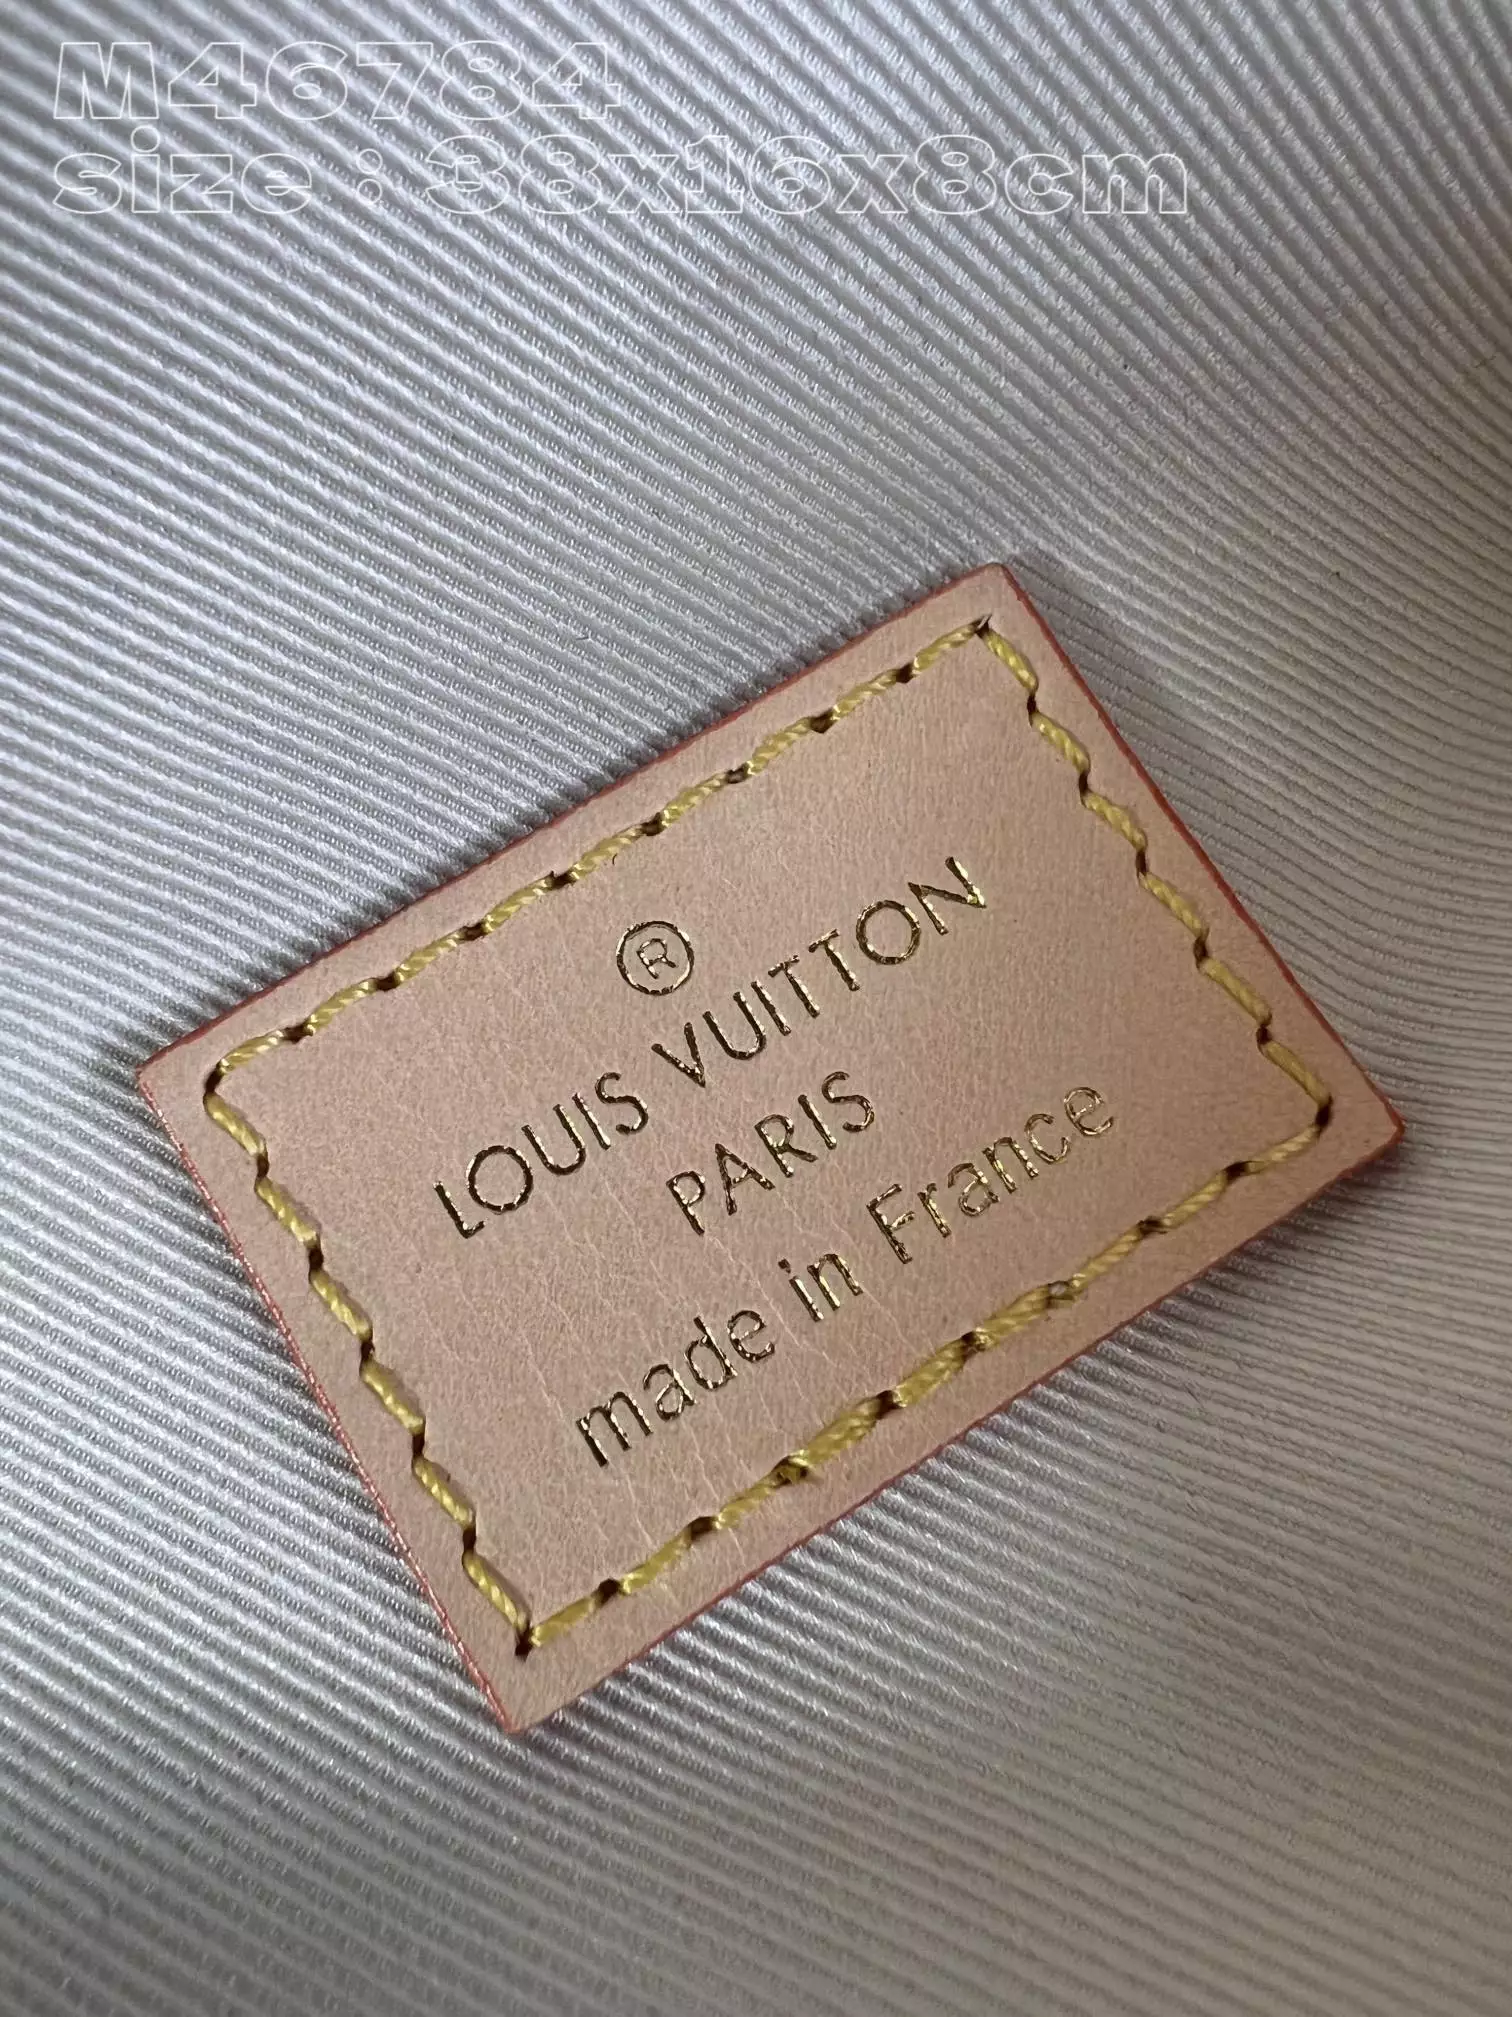 M46784
size : 38x16x8cm
®
LOUIS VUITTON
PARIS
made in France